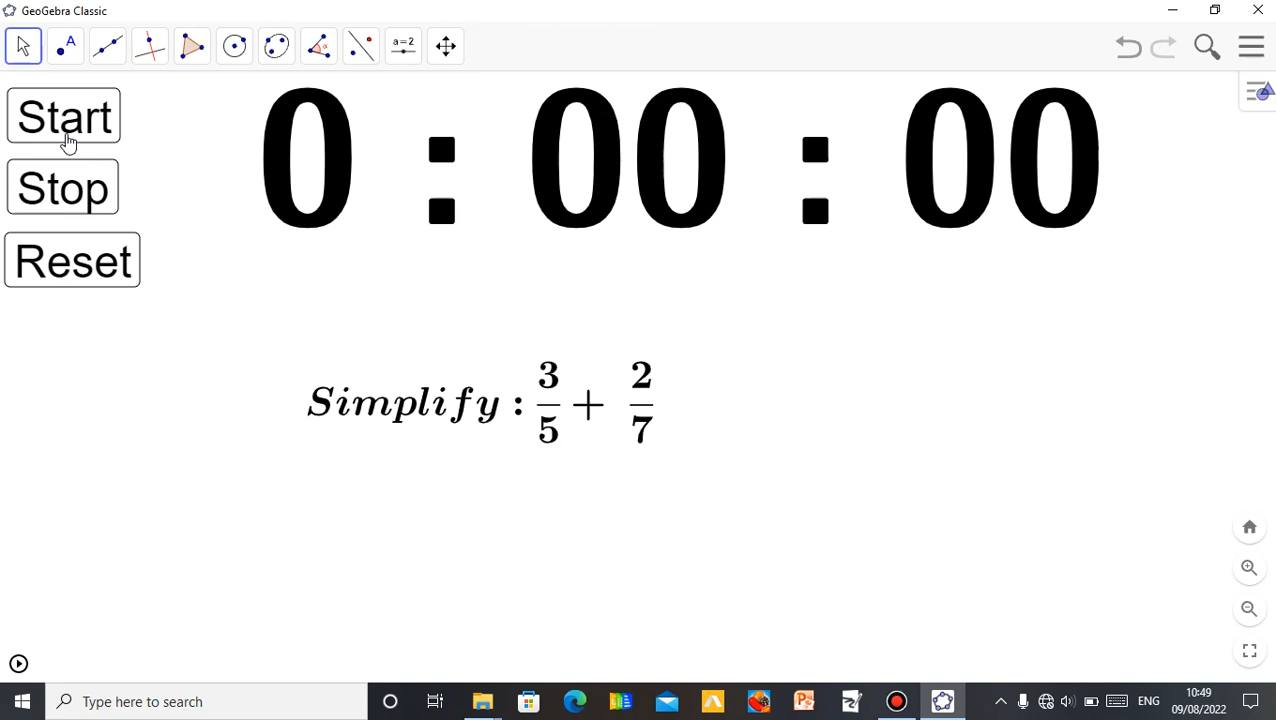 GeoGebra Classic
A
a=2
Start
Stop
Reset
0 : 00 : 00
Simplify : 3/5 + 2/7
Type here to search
ENG
10:49
09/08/2022